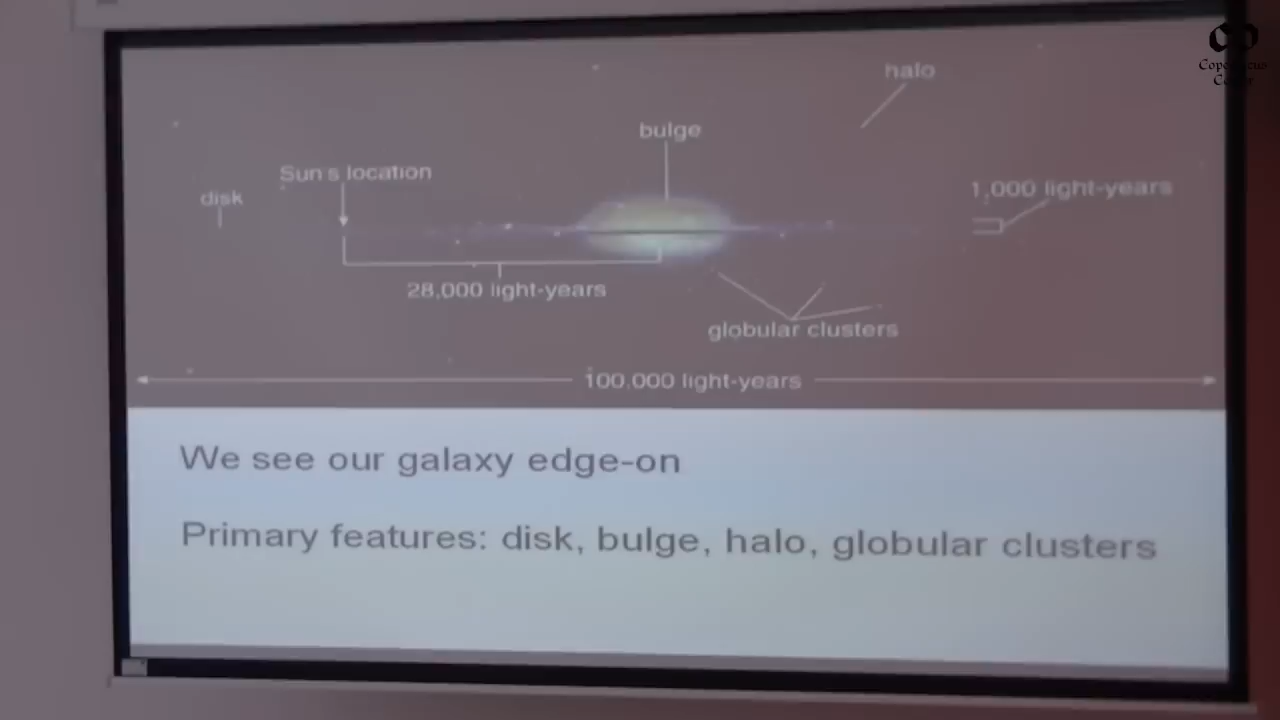 halo
bulge
Sun's location
1,000 light-years
disk
28,000 light-years
globular clusters
100,000 light-years
We see our galaxy edge-on
Primary features: disk, bulge, halo, globular clusters